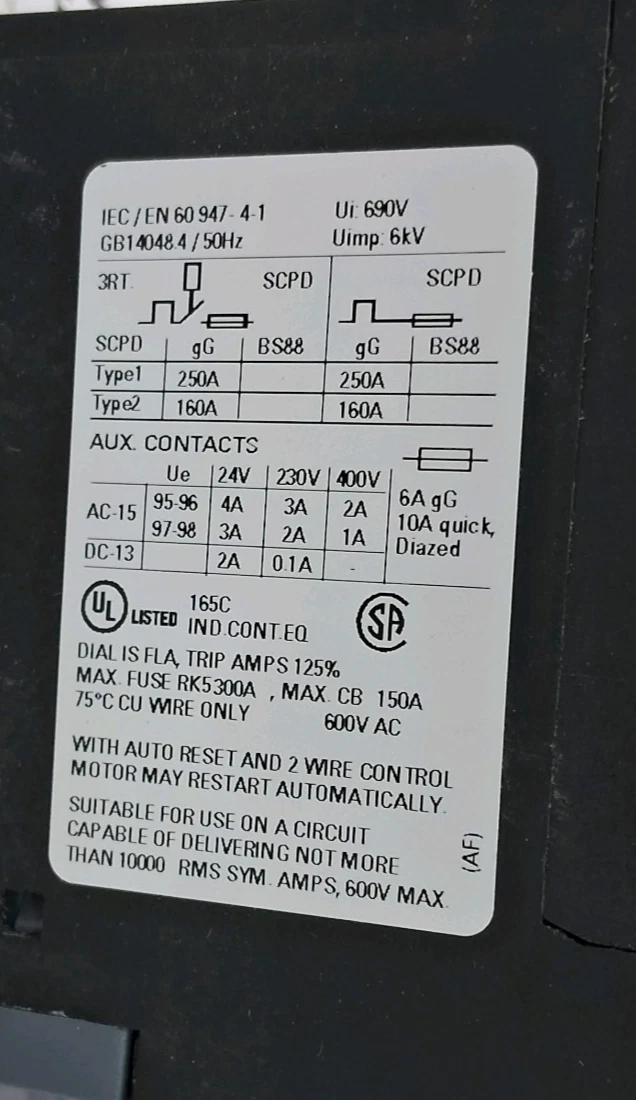 IEC/EN 60 947-4-1 Ui: 690V
GB14048.4 / 50Hz Uimp: 6kV
3RT. SCPD SCPD
SCPD gG BS88 gG BS88
Type1 250A 250A
Type2 160A 160A
AUX. CONTACTS
Ue 24V 230V 400V
AC-15 95-96 4A 3A 2A
97-98 3A 2A 1A
DC-13 2A 0.1A -
6A gG
10A quick,
Diazed
UL LISTED 165C
IND.CONT.EQ.
SA
DIAL IS FLA, TRIP AMPS 125%
MAX. FUSE RK5300A , MAX. CB 150A
75°C CU WIRE ONLY 600V AC
WITH AUTO RESET AND 2 WIRE CONTROL
MOTOR MAY RESTART AUTOMATICALLY.
SUITABLE FOR USE ON A CIRCUIT
CAPABLE OF DELIVERING NOT MORE
THAN 10000 RMS SYM. AMPS, 600V MAX.
(AF)